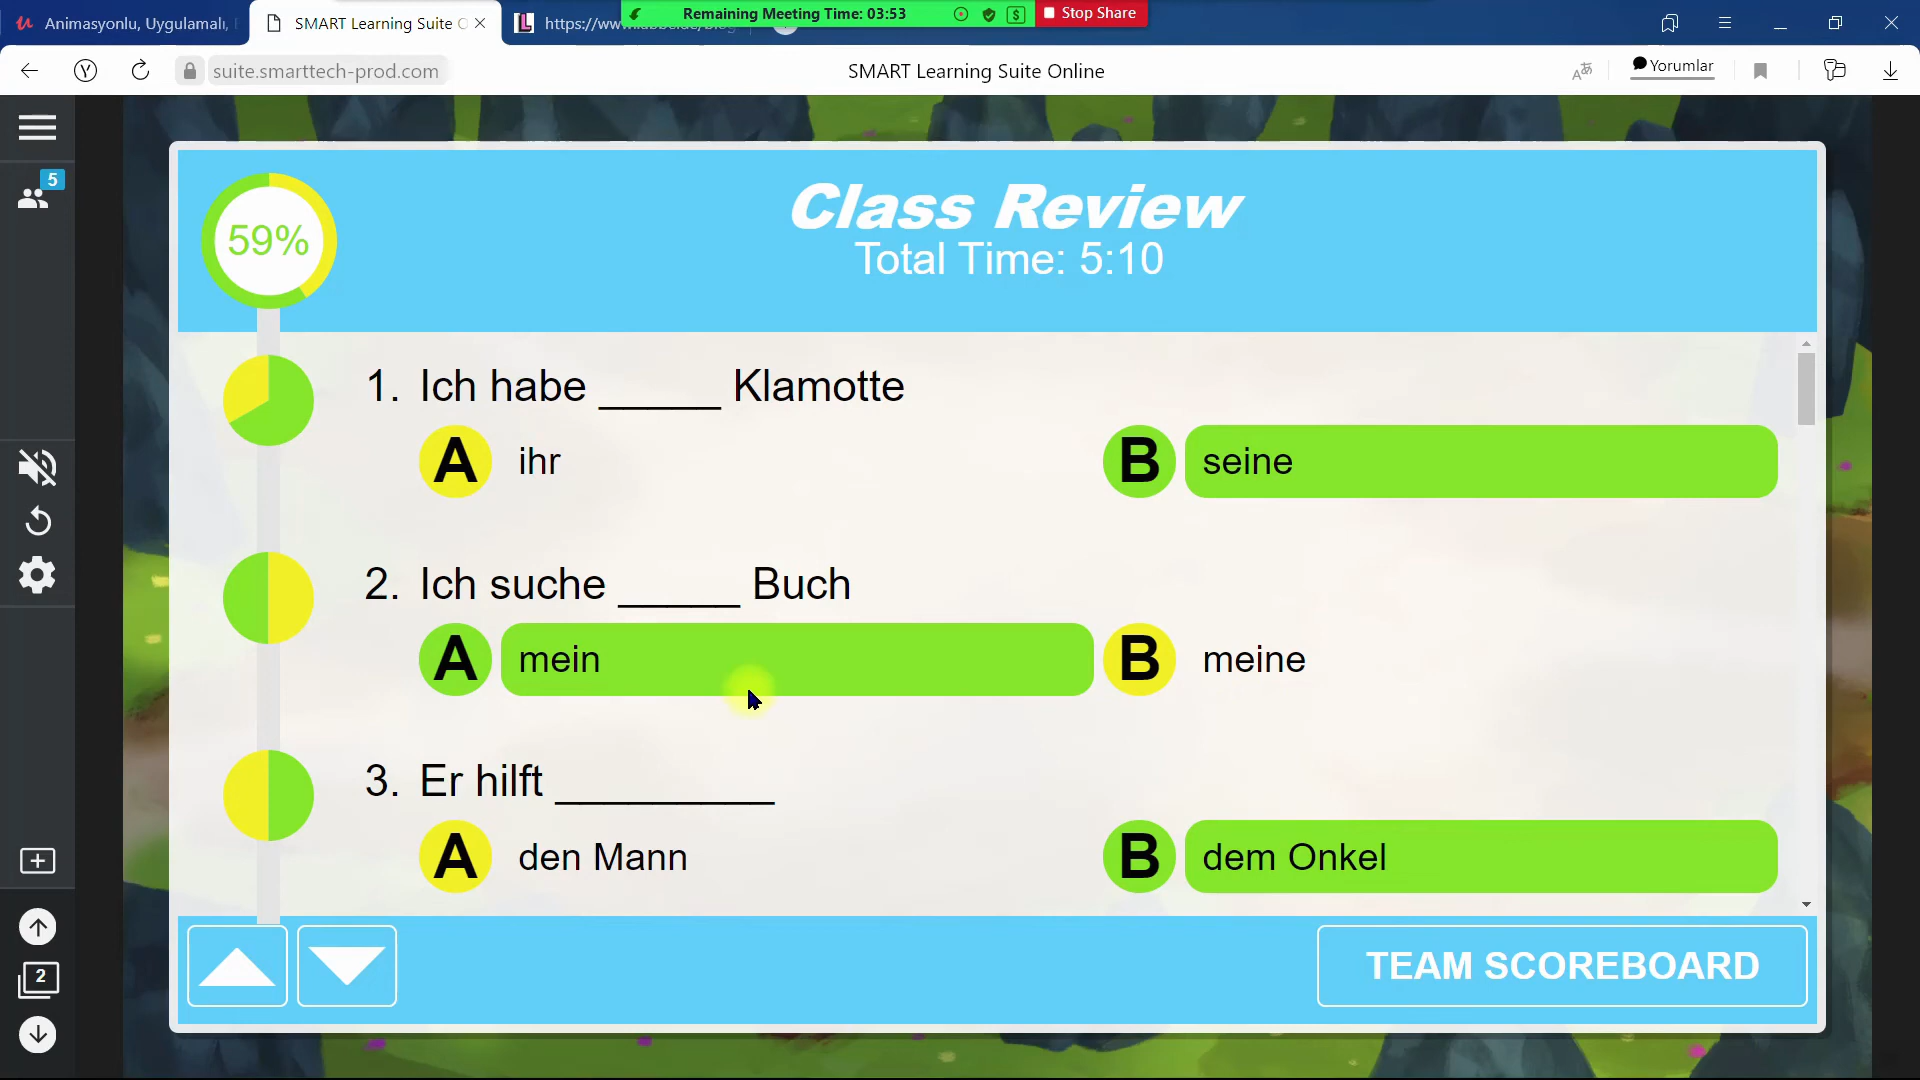 Animasyonlu, Uygulamalı,
SMART Learning Suite O
Remaining Meeting Time: 03:53
Stop Share
suite.smarttech-prod.com
SMART Learning Suite Online
Yorumlar
5
59%
Class Review
Total Time: 5:10
1. Ich habe _____ Klamotte
A ihr
B seine
2. Ich suche _____ Buch
A mein
B meine
3. Er hilft _________
A den Mann
B dem Onkel
2
TEAM SCOREBOARD